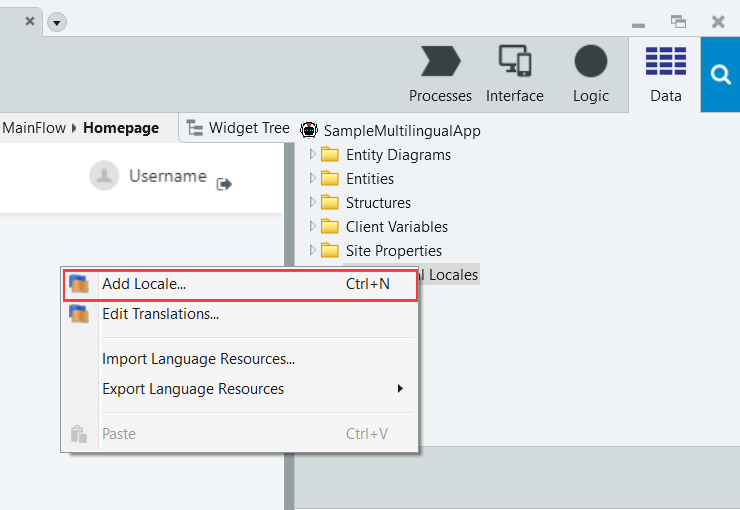 Processes Interface Logic Data
MainFlow Homepage Widget Tree
SampleMultilingualApp
Entity Diagrams
Username
Entities
Structures
Client Variables
Site Properties
Locales
Add Locale... Ctrl+N
Edit Translations...
Import Language Resources...
Export Language Resources
Paste Ctrl+V